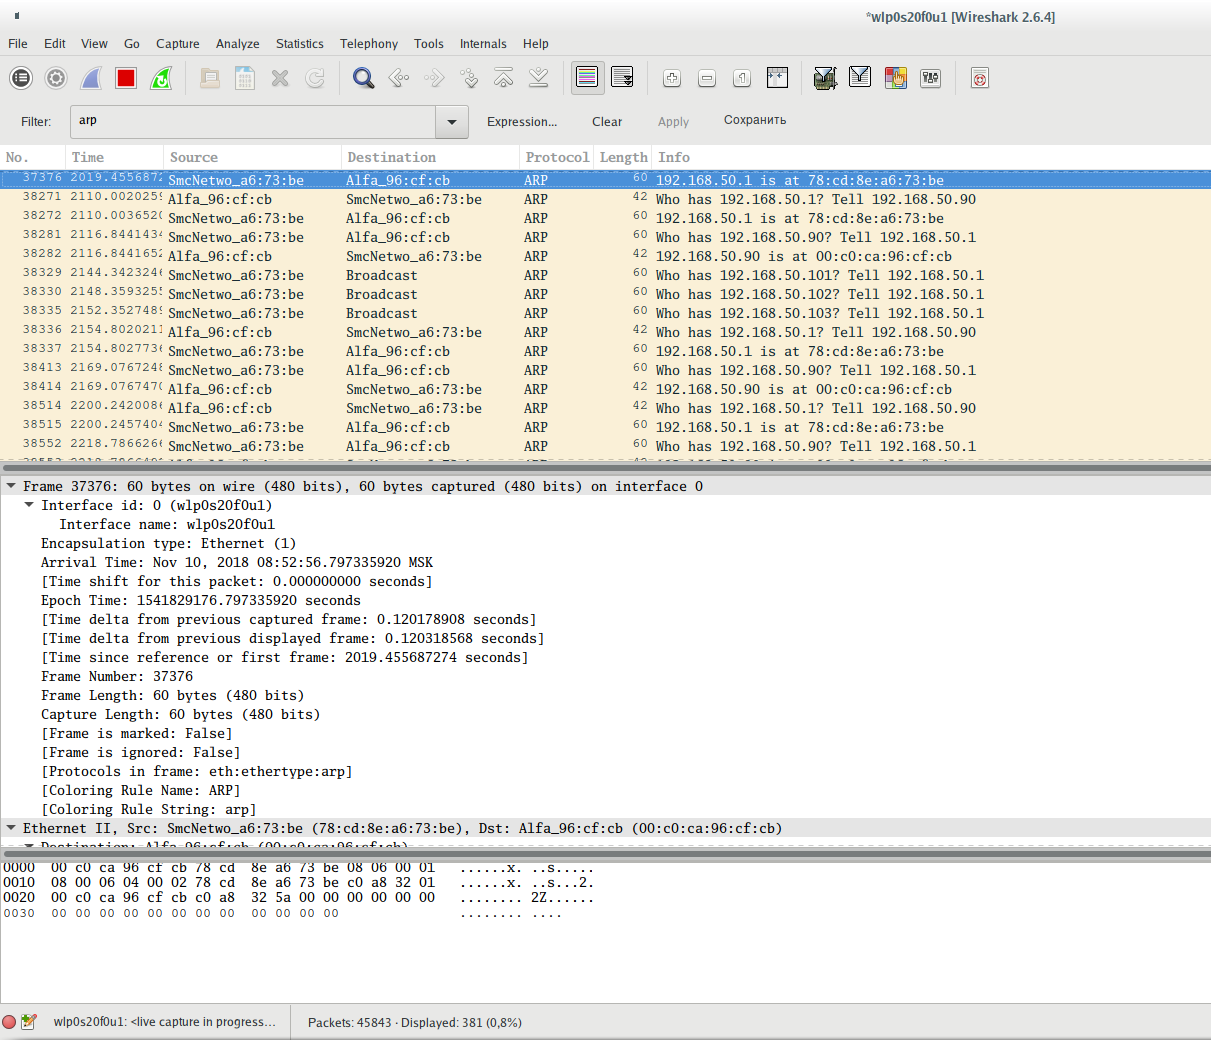 *wlp0s20f0u1 [Wireshark 2.6.4]
File Edit View Go Capture Analyze Statistics Telephony Tools Internals Help
Filter: arp Expression... Clear Apply Сохранить
No. Time Source Destination Protocol Length Info
37376 2019.4556872 SmcNetwo_a6:73:be Alfa_96:cf:cb ARP 60 192.168.50.1 is at 78:cd:8e:a6:73:be
38271 2110.0020259 Alfa_96:cf:cb SmcNetwo_a6:73:be ARP 42 Who has 192.168.50.1? Tell 192.168.50.90
38272 2110.0036520 SmcNetwo_a6:73:be Alfa_96:cf:cb ARP 60 192.168.50.1 is at 78:cd:8e:a6:73:be
38281 2116.8441434 SmcNetwo_a6:73:be Alfa_96:cf:cb ARP 60 Who has 192.168.50.90? Tell 192.168.50.1
38282 2116.8441652 Alfa_96:cf:cb SmcNetwo_a6:73:be ARP 42 192.168.50.90 is at 00:c0:ca:96:cf:cb
38329 2144.3423246 SmcNetwo_a6:73:be Broadcast ARP 60 Who has 192.168.50.101? Tell 192.168.50.1
38330 2148.3593255 SmcNetwo_a6:73:be Broadcast ARP 60 Who has 192.168.50.102? Tell 192.168.50.1
38335 2152.3527489 SmcNetwo_a6:73:be Broadcast ARP 60 Who has 192.168.50.103? Tell 192.168.50.1
38336 2154.8020211 Alfa_96:cf:cb SmcNetwo_a6:73:be ARP 42 Who has 192.168.50.1? Tell 192.168.50.90
38337 2154.8027736 SmcNetwo_a6:73:be Alfa_96:cf:cb ARP 60 192.168.50.1 is at 78:cd:8e:a6:73:be
38413 2169.0767248 SmcNetwo_a6:73:be Alfa_96:cf:cb ARP 60 Who has 192.168.50.90? Tell 192.168.50.1
38414 2169.0767470 Alfa_96:cf:cb SmcNetwo_a6:73:be ARP 42 192.168.50.90 is at 00:c0:ca:96:cf:cb
38514 2200.2420086 Alfa_96:cf:cb SmcNetwo_a6:73:be ARP 42 Who has 192.168.50.1? Tell 192.168.50.90
38515 2200.2457404 SmcNetwo_a6:73:be Alfa_96:cf:cb ARP 60 192.168.50.1 is at 78:cd:8e:a6:73:be
38552 2218.7866266 SmcNetwo_a6:73:be Alfa_96:cf:cb ARP 60 Who has 192.168.50.90? Tell 192.168.50.1
Frame 37376: 60 bytes on wire (480 bits), 60 bytes captured (480 bits) on interface 0
Interface id: 0 (wlp0s20f0u1)
Interface name: wlp0s20f0u1
Encapsulation type: Ethernet (1)
Arrival Time: Nov 10, 2018 08:52:56.797335920 MSK
[Time shift for this packet: 0.000000000 seconds]
Epoch Time: 1541829176.797335920 seconds
[Time delta from previous captured frame: 0.120178908 seconds]
[Time delta from previous displayed frame: 0.120318568 seconds]
[Time since reference or first frame: 2019.455687274 seconds]
Frame Number: 37376
Frame Length: 60 bytes (480 bits)
Capture Length: 60 bytes (480 bits)
[Frame is marked: False]
[Frame is ignored: False]
[Protocols in frame: eth:ethertype:arp]
[Coloring Rule Name: ARP]
[Coloring Rule String: arp]
Ethernet II, Src: SmcNetwo_a6:73:be (78:cd:8e:a6:73:be), Dst: Alfa_96:cf:cb (00:c0:ca:96:cf:cb)
Destination: Alfa_96:cf:cb (00:c0:ca:96:cf:cb)
0000 00 c0 ca 96 cf cb 78 cd 8e a6 73 be 08 06 00 01 ......x. ..s.....
0010 08 00 06 04 00 02 78 cd 8e a6 73 be c0 a8 32 01 ......x. ..s...2.
0020 00 c0 ca 96 cf cb c0 a8 32 5a 00 00 00 00 00 00 ........ 2Z......
0030 00 00 00 00 00 00 00 00 00 00 00 00 ........ ....
wlp0s20f0u1: <live capture in progress... Packets: 45843 · Displayed: 381 (0,8%)